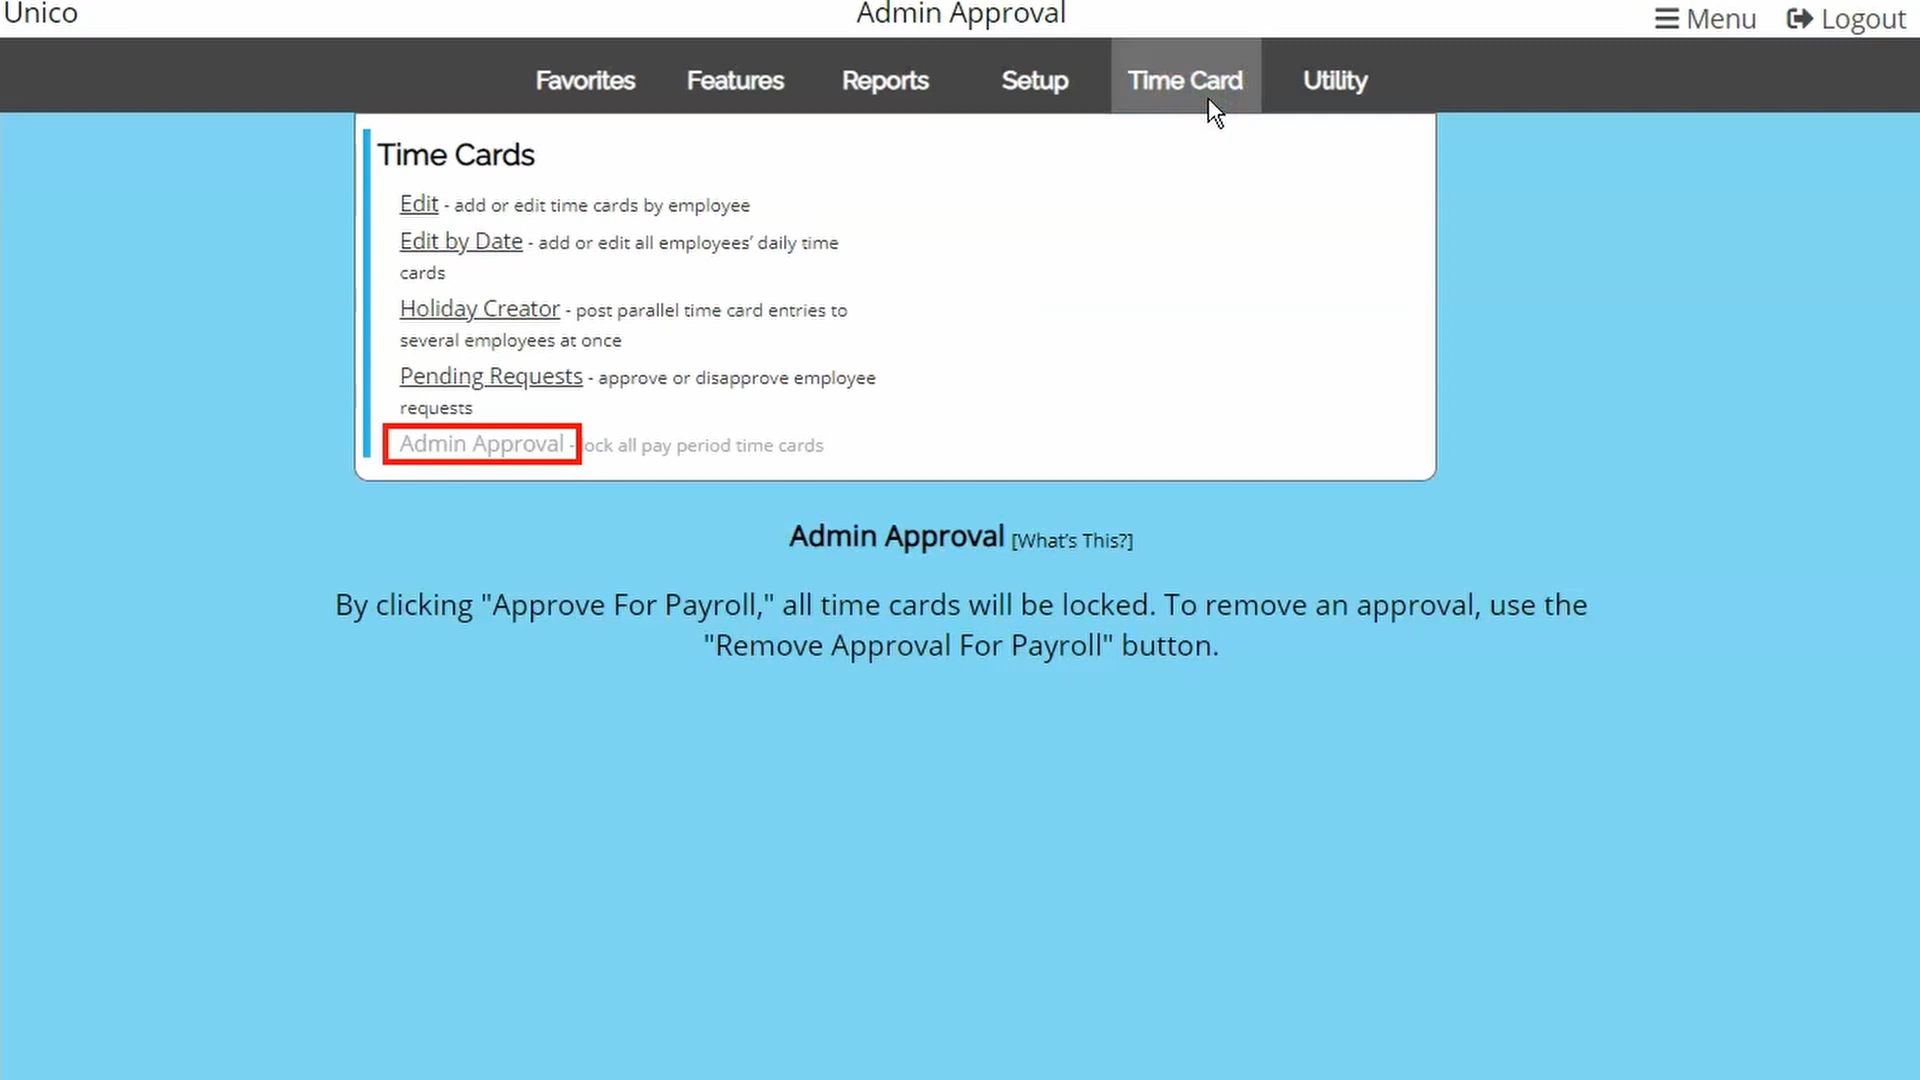 Unico
Admin Approval
Menu
Logout
Favorites
Features
Reports
Setup
Time Card
Utility
Time Cards
Edit - add or edit time cards by employee
Edit by Date - add or edit all employees’ daily time
cards
Holiday Creator - post parallel time card entries to
several employees at once
Pending Requests - approve or disapprove employee
requests
Admin Approval - lock all pay period time cards
Admin Approval [What’s This?]
By clicking "Approve For Payroll," all time cards will be locked. To remove an approval, use the
"Remove Approval For Payroll" button.